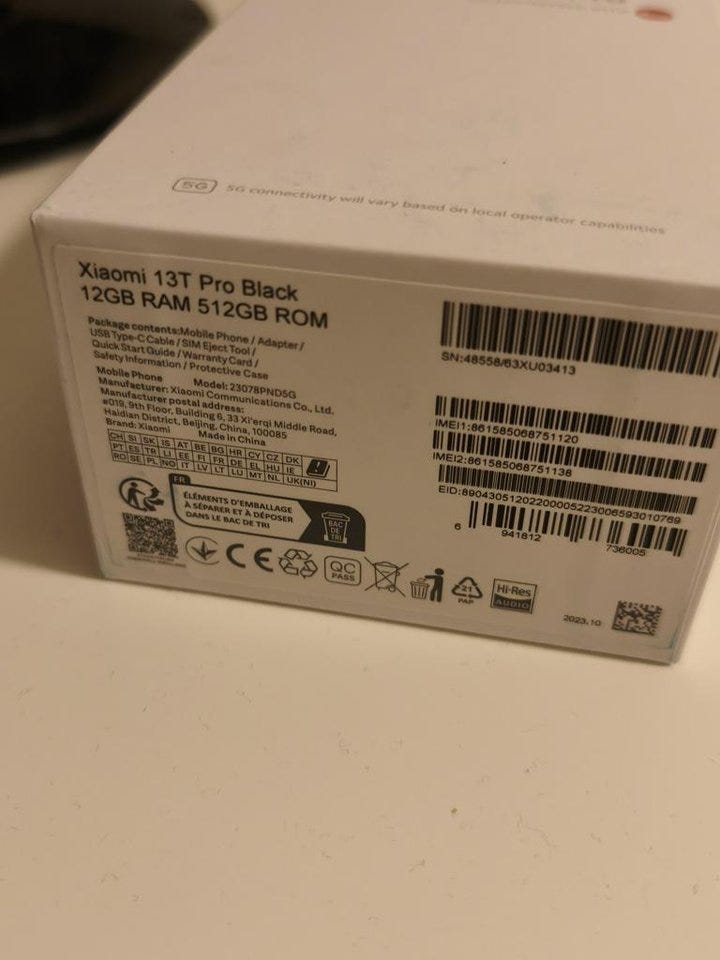 5G 5G connectivity will vary based on local operator capabilities
Xiaomi 13T Pro Black
12GB RAM 512GB ROM
Package contents:Mobile Phone / Adapter /
USB Type-C Cable / SIM Eject Tool /
Quick Start Guide / Warranty Card /
Safety Information / Protective Case
Mobile Phone Model: 23078PND5G
Manufacturer: Xiaomi Communications Co., Ltd.
Manufacturer postal address:
#019, 9th Floor, Building 6, 33 Xi'erqi Middle Road,
Haidian District, Beijing, China, 100085
Brand: Xiaomi Made in China
CH SI SK IS AT BE BG HR CY CZ DK
PT ES TR LI EE FI FR DE EL HU IE
RO SE PL NO IT LV LT LU MT NL UK(NI)
FR
ÉLÉMENTS D'EMBALLAGE
À SÉPARER ET À DÉPOSER
DANS LE BAC DE TRI
BAC
DE
TRI
CE
QC
PASS
21
PAP
Hi-Res
AUDIO
SN:48558/63XU03413
IMEI1:861585068751120
IMEI2:861585068751138
EID:89043051202200005223006593010769
6 941812 736005
2023.10